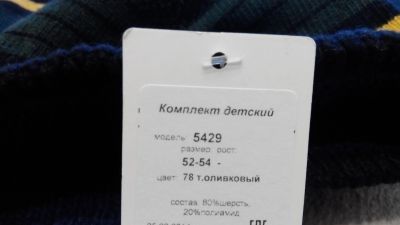 Комплект детский
модель: 5429
размер рост:
52-54 -
цвет: 78 т.оливковый
состав: 80%шерсть,
20%полиамид